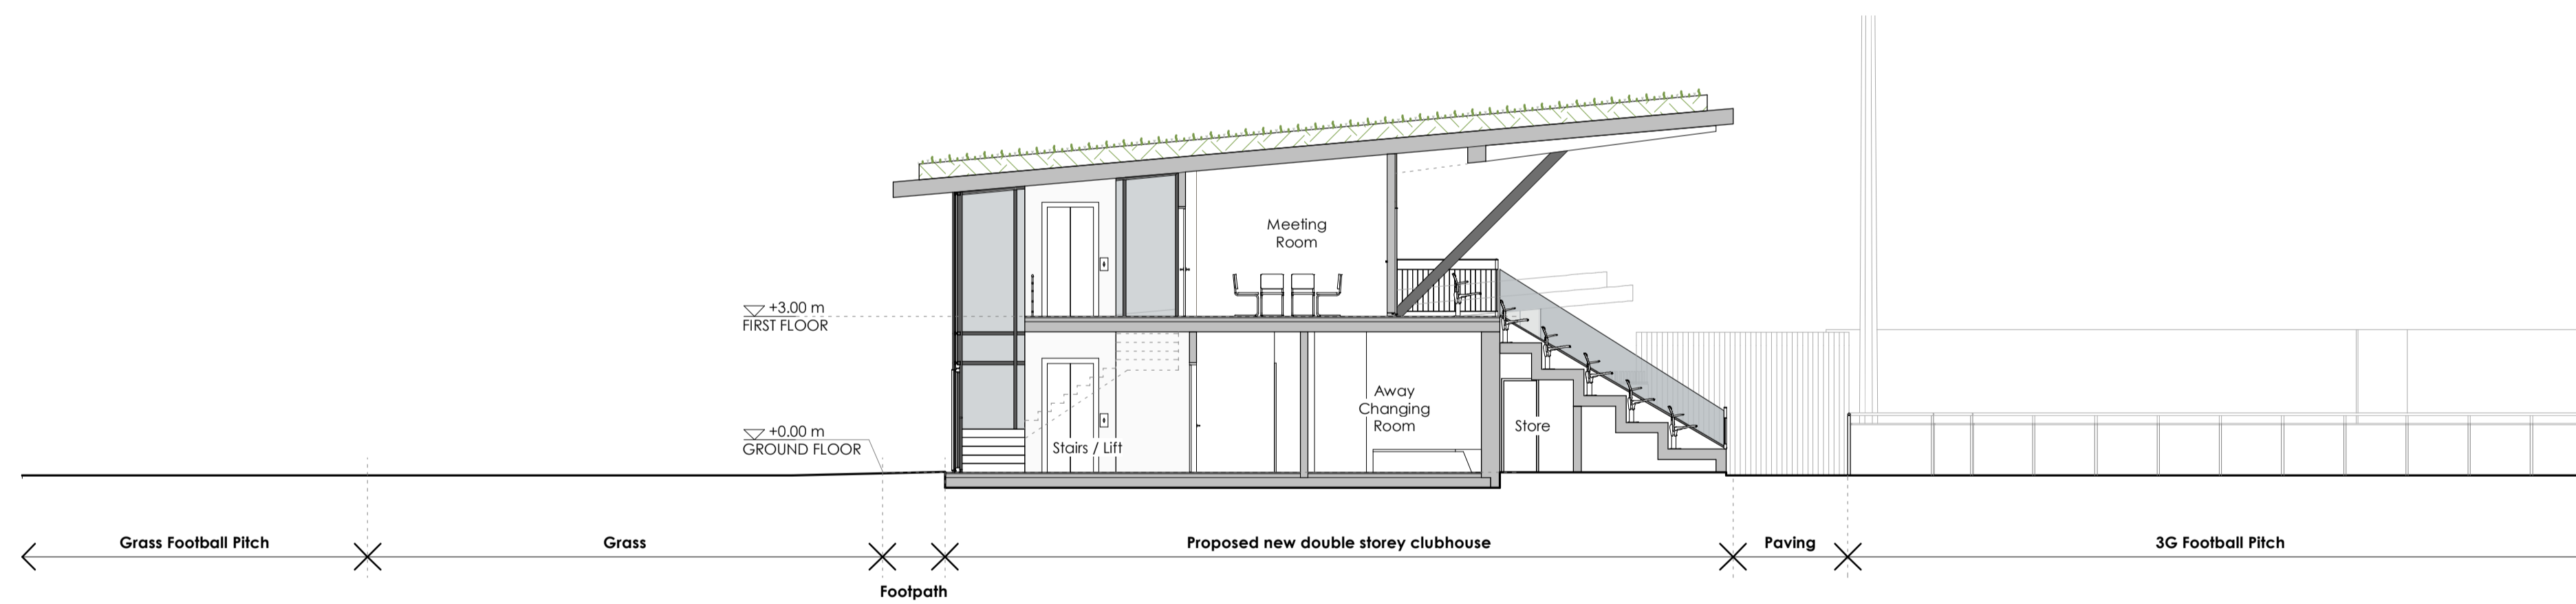 Meeting
Room
+3.00 m
FIRST FLOOR
Away
Changing
Room
Store
+0.00 m
GROUND FLOOR
Stairs / Lift
Grass Football Pitch
Grass
Footpath
Proposed new double storey clubhouse
Paving
3G Football Pitch